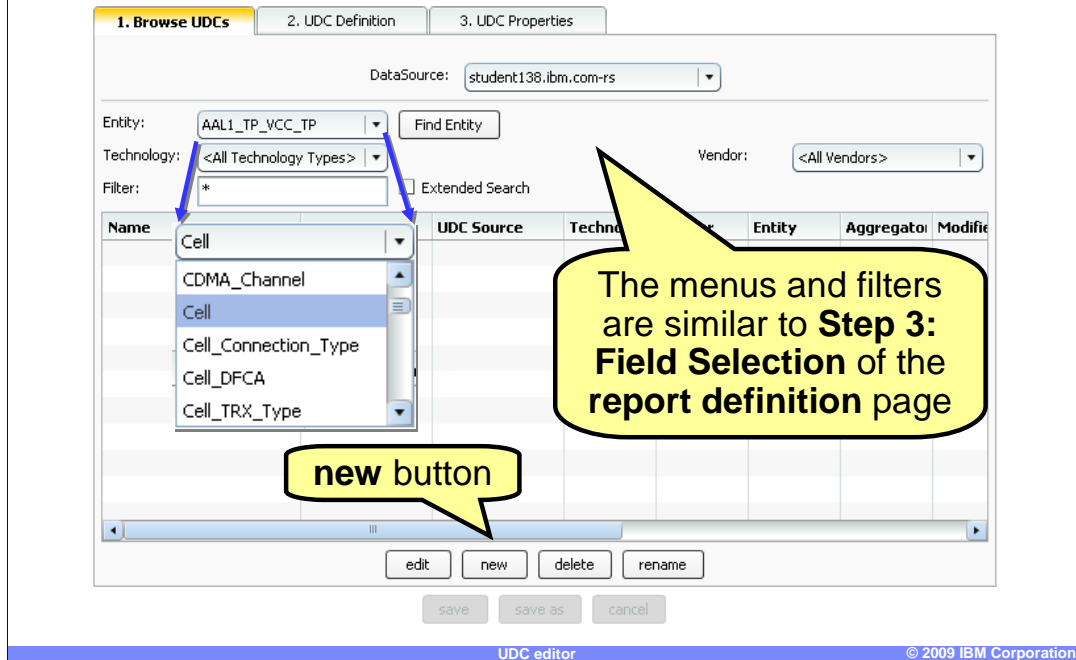 1. Browse UDCs 2. UDC Definition 3. UDC Properties
DataSource: student138.ibm.com-rs
Entity: AAL1_TP_VCC_TP Find Entity
Technology: <All Technology Types> Vendor: <All Vendors>
Filter: * Extended Search
Name UDC Source Entity Aggregator Modifie
Cell
CDMA_Channel
Cell
Cell_Connection_Type
Cell_DFCA
Cell_TRX_Type
The menus and filters
are similar to Step 3:
Field Selection of the
report definition page
new button
edit new delete rename
save save as cancel
UDC editor © 2009 IBM Corporation